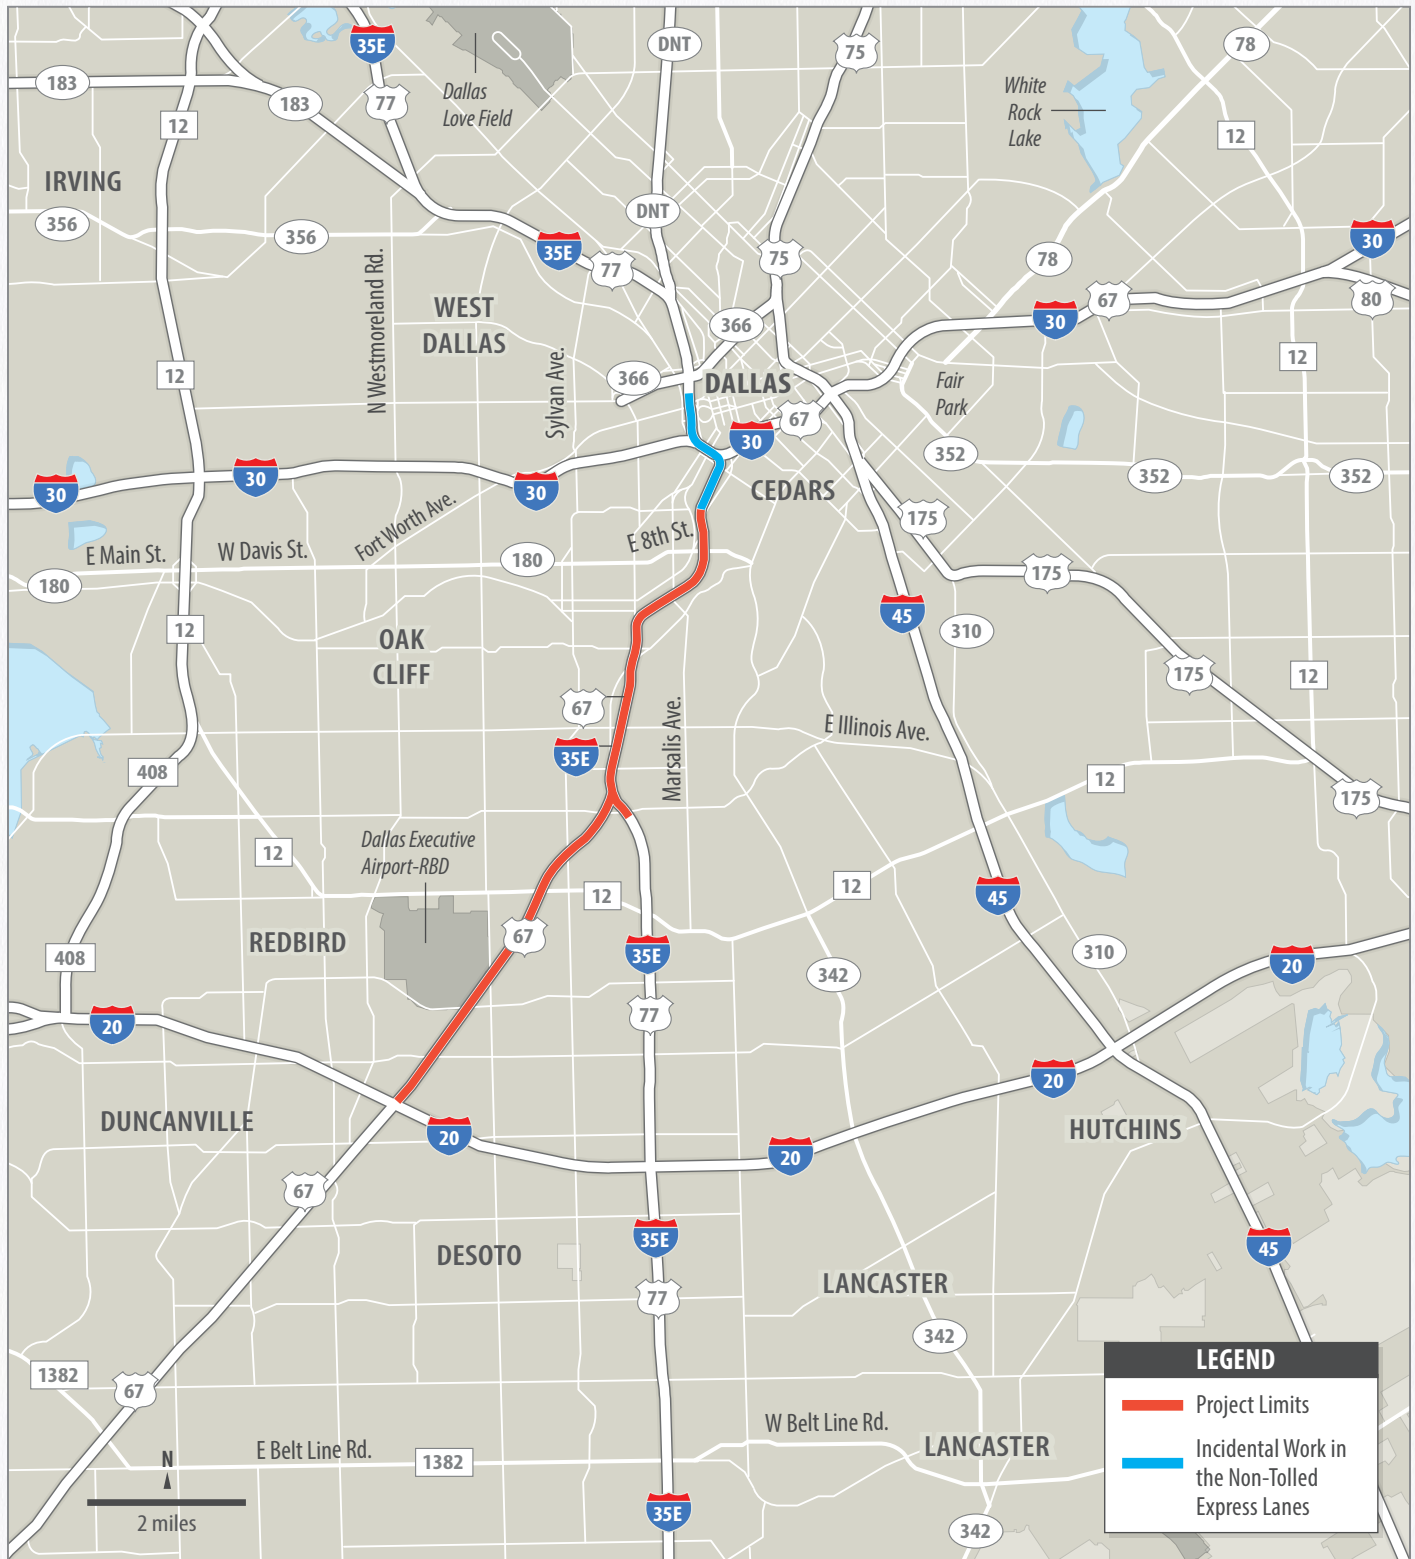 35E
DNT
75
78
183
77
183
Dallas
Love Field
White
Rock
Lake
12
12
IRVING
356
356
DNT
35E
77
75
78
30
67
80
30
N Westmoreland Rd.
WEST
DALLAS
366
12
Sylvan Ave.
366
DALLAS
12
Fair
Park
67
30
352
352
352
30
30
30
CEDARS
175
Fort Worth Ave.
E 8th St.
E Main St.
W Davis St.
180
180
175
12
45
310
OAK
CLIFF
175
12
67
Marsalis Ave.
E Illinois Ave.
35E
408
12
175
Dallas Executive
Airport-RBD
12
12
12
45
REDBIRD
67
35E
408
310
20
342
77
20
20
DUNCANVILLE
20
20
HUTCHINS
67
35E
45
DESOTO
LANCASTER
77
342
LEGEND
Project Limits
Incidental Work in
the Non-Tolled
Express Lanes
1382
67
W Belt Line Rd.
LANCASTER
E Belt Line Rd.
1382
N
2 miles
35E
342